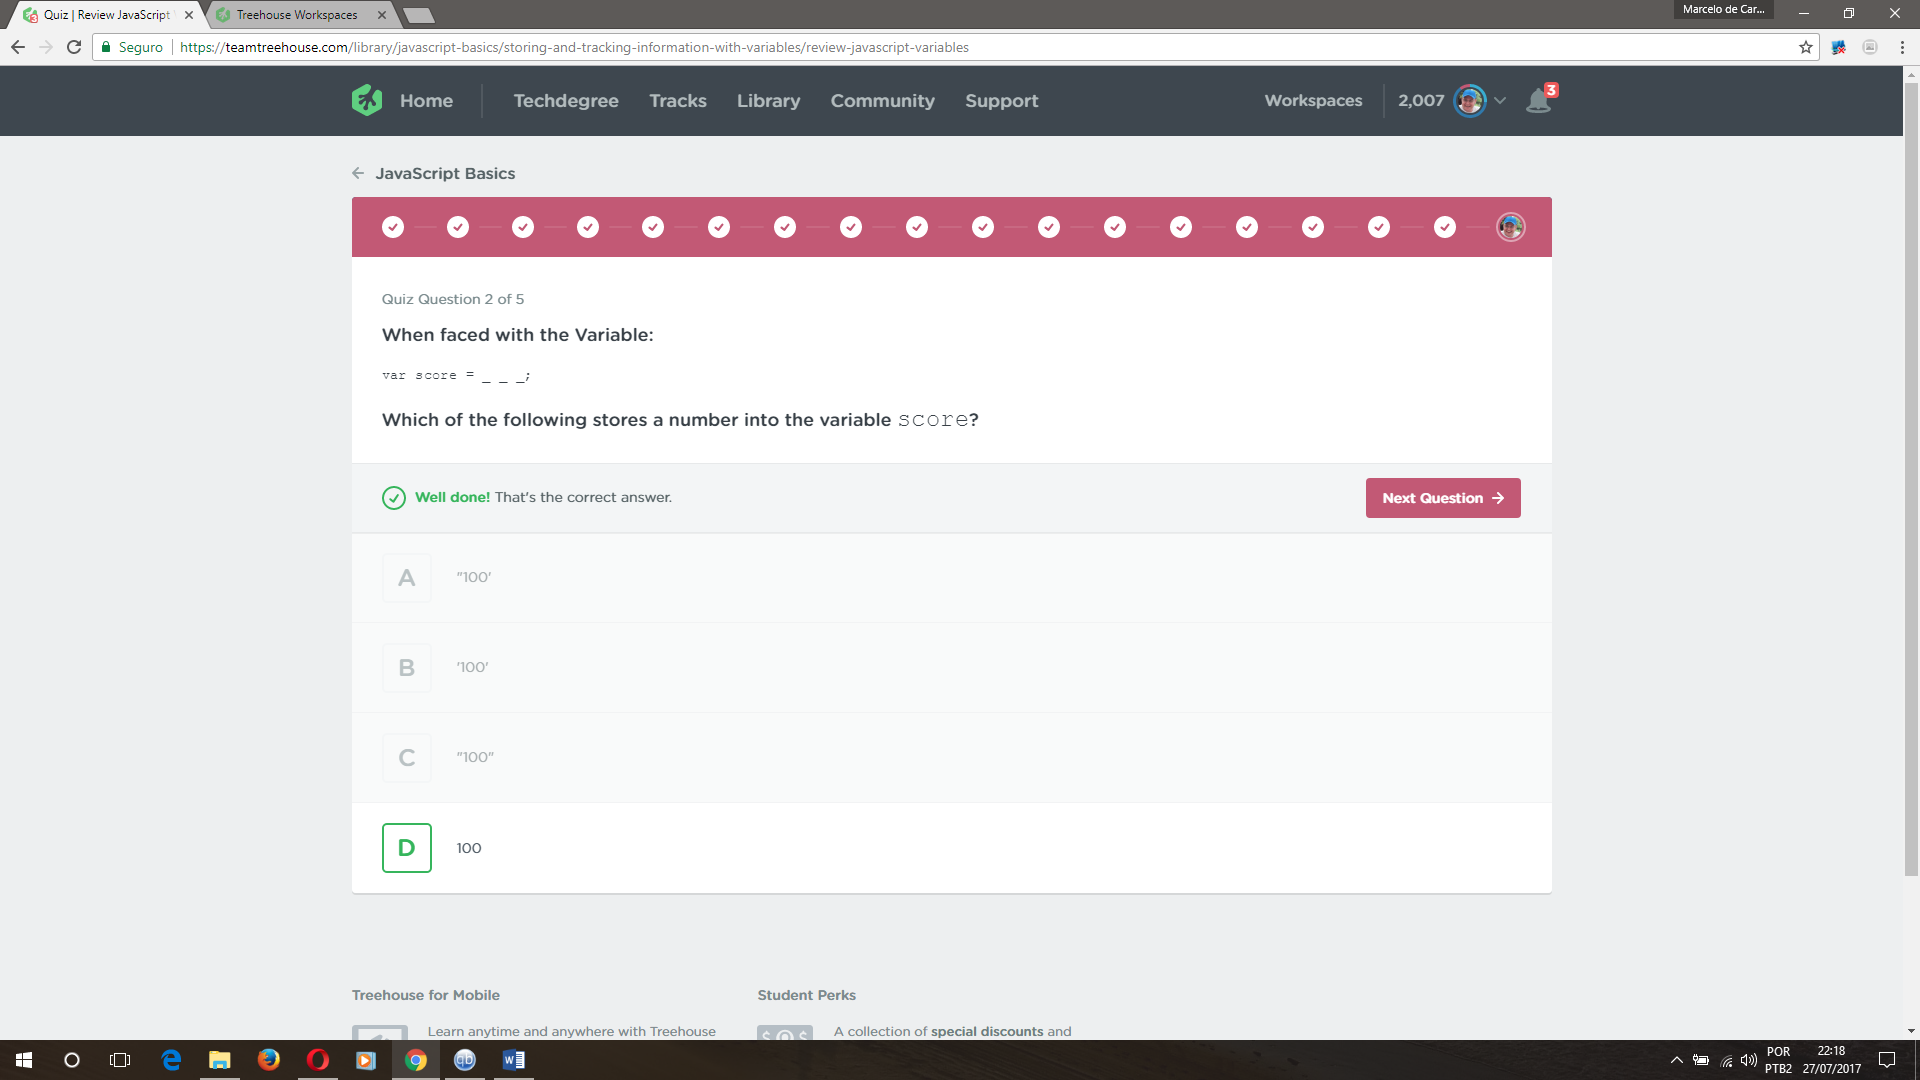 Quiz | Review JavaScript
Treehouse Workspaces
Marcelo de Car...
Seguro
https://teamtreehouse.com/library/javascript-basics/storing-and-tracking-information-with-variables/review-javascript-variables
Home
Techdegree
Tracks
Library
Community
Support
Workspaces
2,007
3
JavaScript Basics
Quiz Question 2 of 5
When faced with the Variable:
var score = _ _ _;
Which of the following stores a number into the variable score?
Well done! That's the correct answer.
Next Question
A "100'
B '100'
C "100"
D 100
Treehouse for Mobile
Student Perks
Learn anytime and anywhere with Treehouse
A collection of special discounts and
POR
PTB2
22:18
27/07/2017